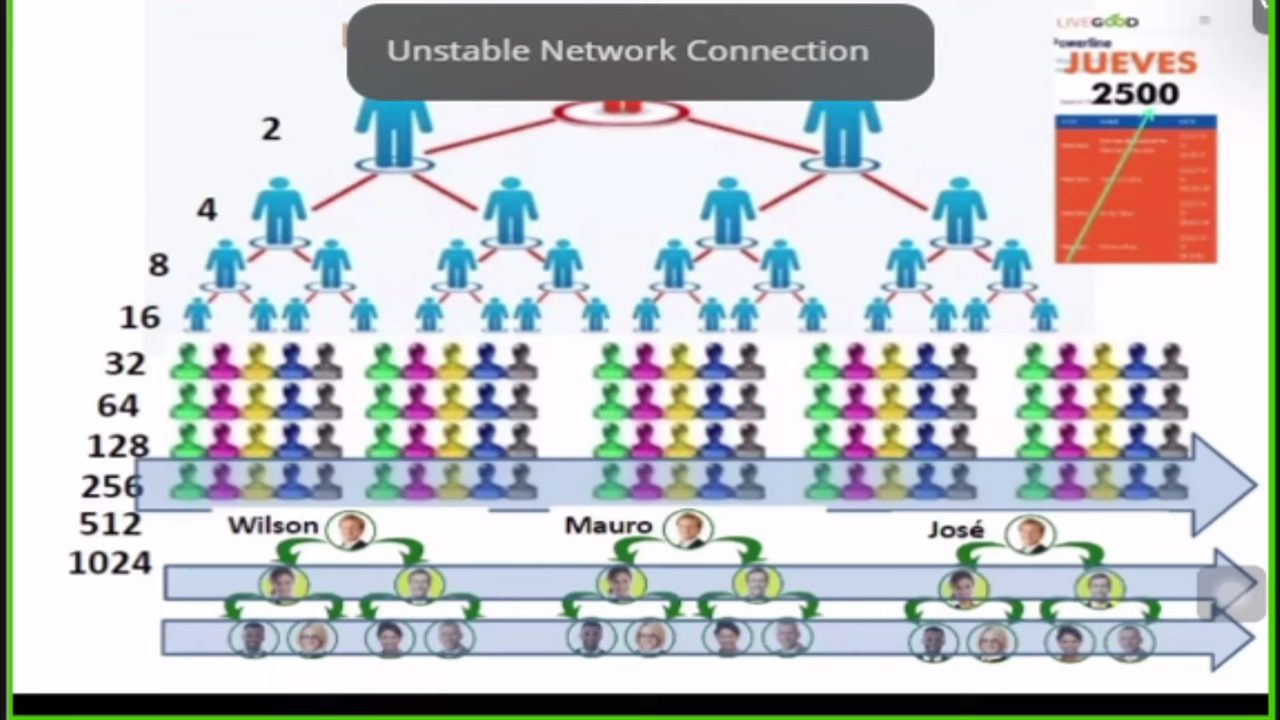 Unstable Network Connection
LIVEGOOD
Powerline
JUEVES
2500
2
4
8
16
32
64
128
256
512
1024
Wilson
Mauro
José